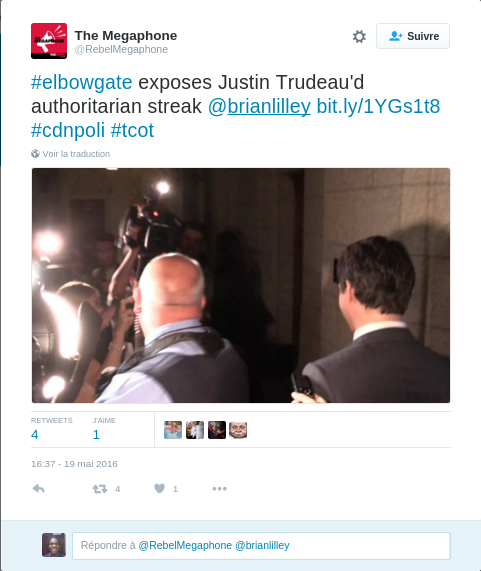 The Megaphone
@RebelMegaphone
Suivre
#elbowgate exposes Justin Trudeau'd
authoritarian streak @brianlilley bit.ly/1YGs1t8
#cdnpoli #tcot
Voir la traduction
RETWEETS
4
J'AIME
1
16:37 - 19 mai 2016
4
1
Répondre à @RebelMegaphone @brianlilley